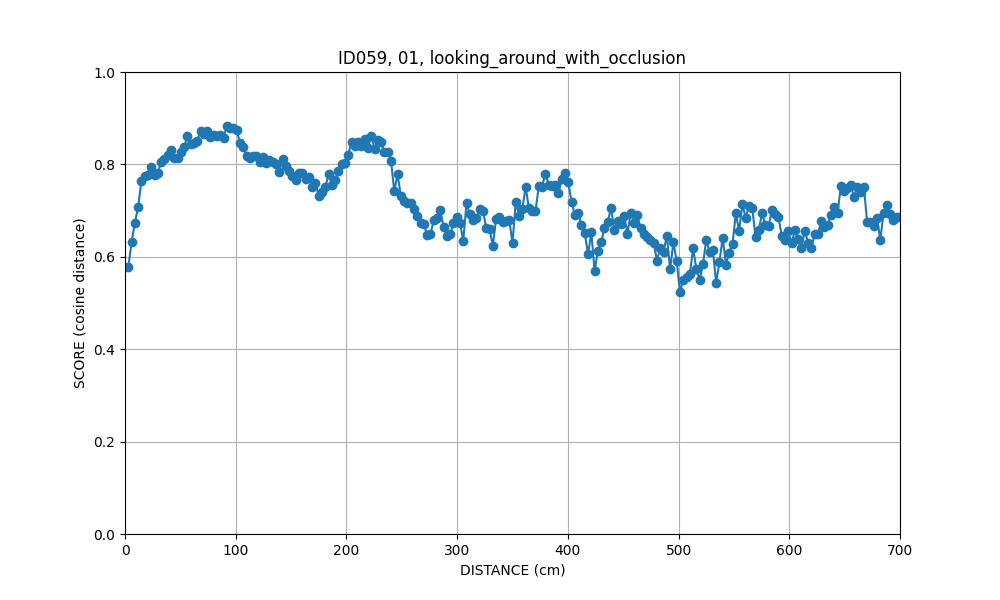 ID059, 01, looking_around_with_occlusion
SCORE (cosine distance)
1.0
0.8
0.6
0.4
0.2
0.0
0 100 200 300 400 500 600 700
DISTANCE (cm)